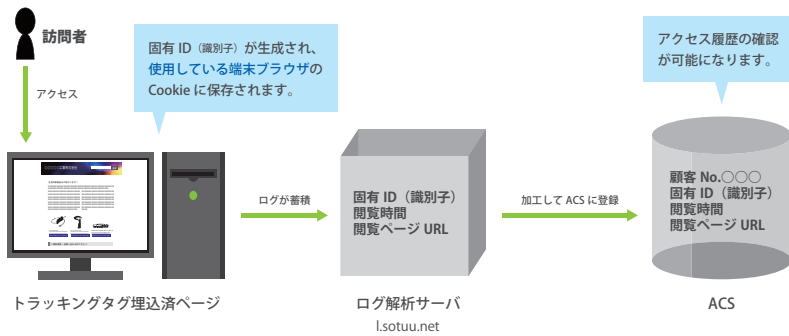 訪問者
アクセス
固有 ID（識別子）が生成され、
使用している端末ブラウザの
Cookie に保存されます。
アクセス履歴の確認
が可能になります。
ログが蓄積
固有 ID（識別子）
閲覧時間
閲覧ページ URL
加工して ACS に登録
顧客 No.〇〇〇
固有 ID（識別子）
閲覧時間
閲覧ページ URL
トラッキングタグ埋込済ページ
ログ解析サーバ
l.sotuu.net
ACS